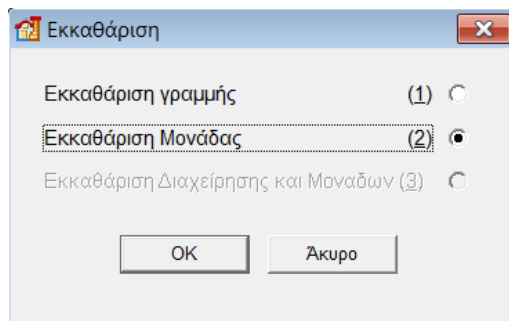 Εκκαθάριση
Εκκαθάριση γραμμής (1)
Εκκαθάριση Μονάδας (2)
Εκκαθάριση Διαχείρησης και Μοναδων (3)
OK Άκυρο